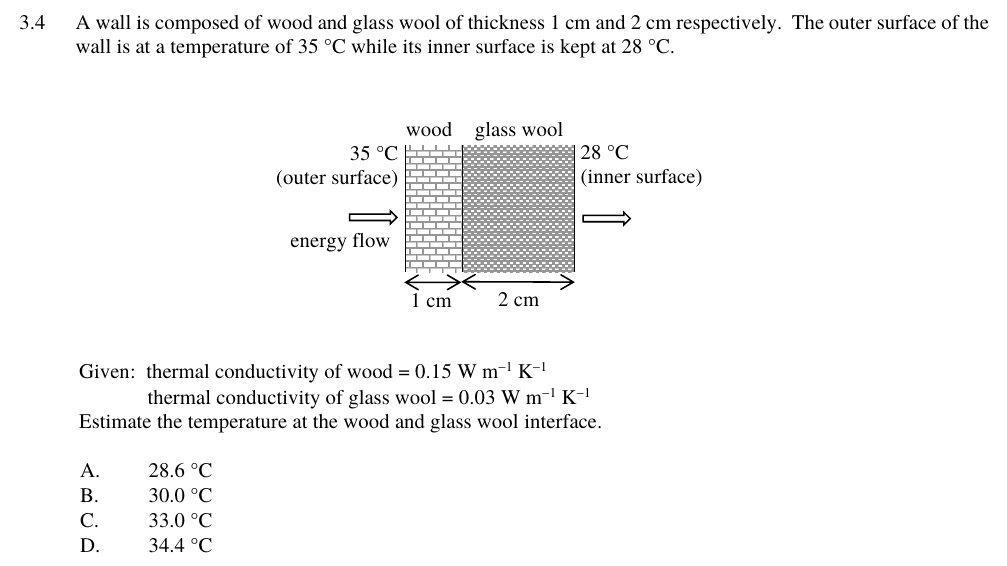 3.4 A wall is composed of wood and glass wool of thickness 1 cm and 2 cm respectively. The outer surface of the
wall is at a temperature of 35 °C while its inner surface is kept at 28 °C.
wood glass wool
35 °C 28 °C
(outer surface) (inner surface)
energy flow
1 cm 2 cm
Given: thermal conductivity of wood = 0.15 W m⁻¹ K⁻¹
thermal conductivity of glass wool = 0.03 W m⁻¹ K⁻¹
Estimate the temperature at the wood and glass wool interface.
A. 28.6 °C
B. 30.0 °C
C. 33.0 °C
D. 34.4 °C